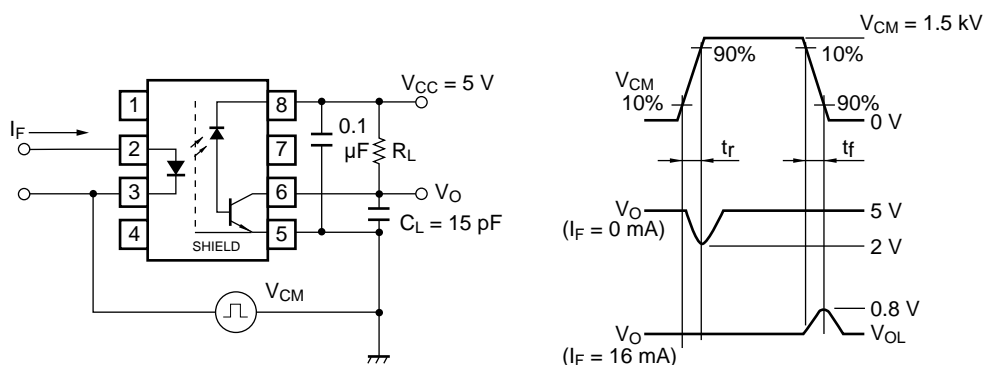 1
2
3
4
8
7
6
5
I_F
SHIELD
V_CC = 5 V
0.1
µF
R_L
V_O
C_L = 15 pF
V_CM
V_CM = 1.5 kV
90%
10%
V_CM
10%
90%
0 V
t_r
t_f
V_O
(I_F = 0 mA)
5 V
2 V
0.8 V
V_O
V_OL
(I_F = 16 mA)